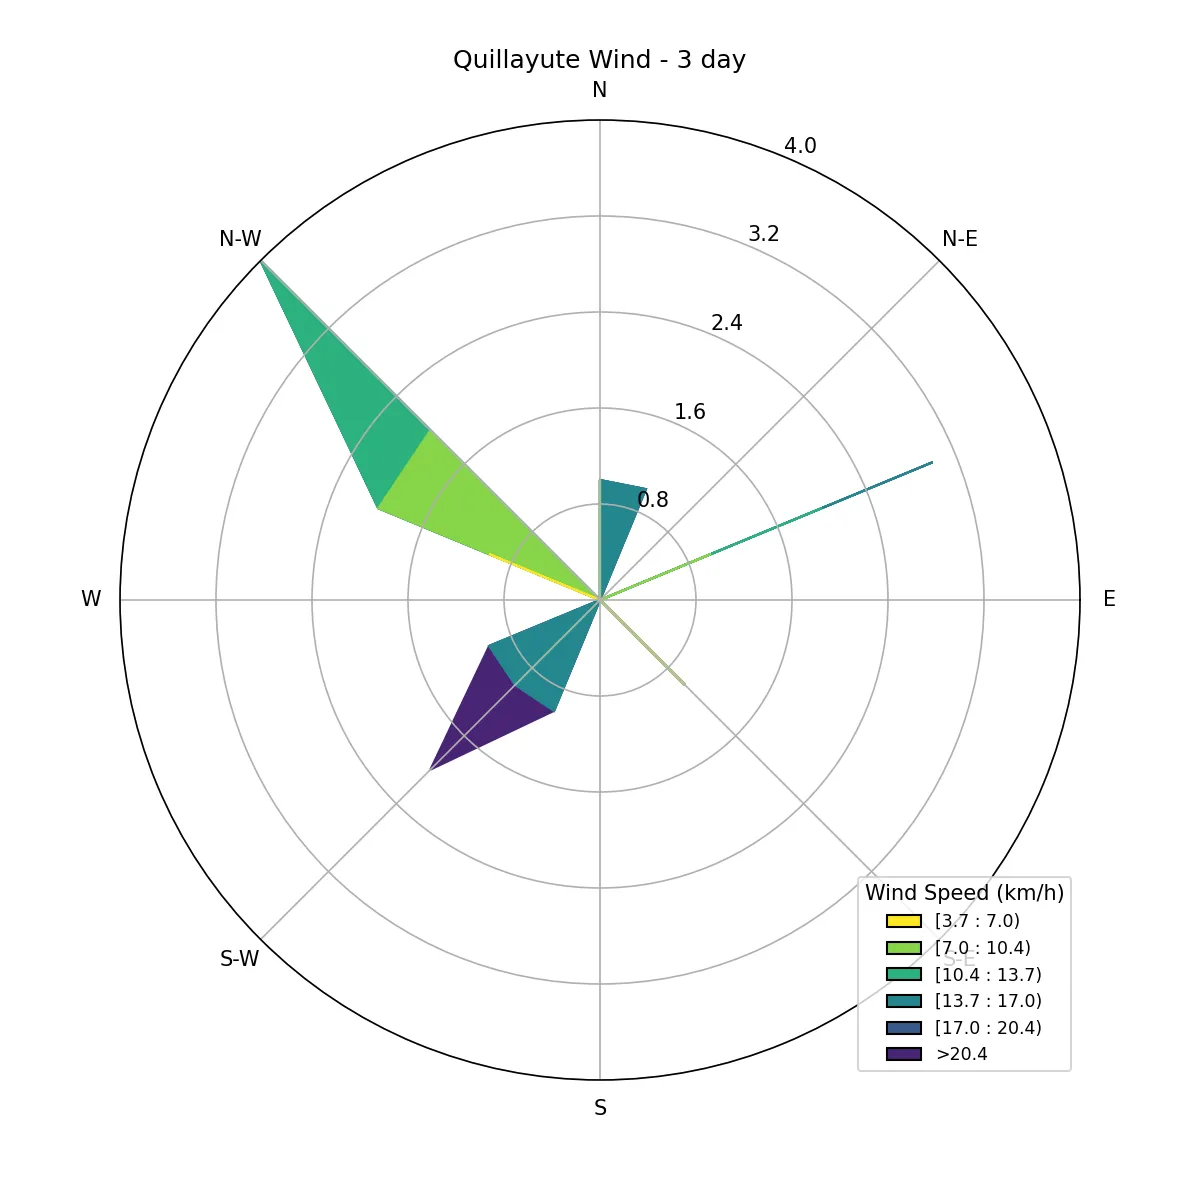 Quillayute Wind - 3 day
N
4.0
N-W
3.2
N-E
2.4
1.6
0.8
W
E
S-W
S-E
Wind Speed (km/h)
[3.7 : 7.0)
[7.0 : 10.4)
[10.4 : 13.7)
[13.7 : 17.0)
[17.0 : 20.4)
>20.4
S